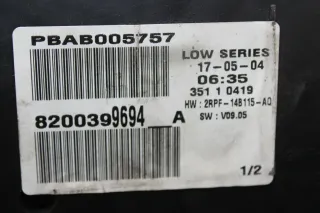 PBAB005757
LOW SERIES
17-05-04
06:35
351 1 0419
HW : 2RPF-14B115-AQ
SW : V09.05
8200399694__A
1/2